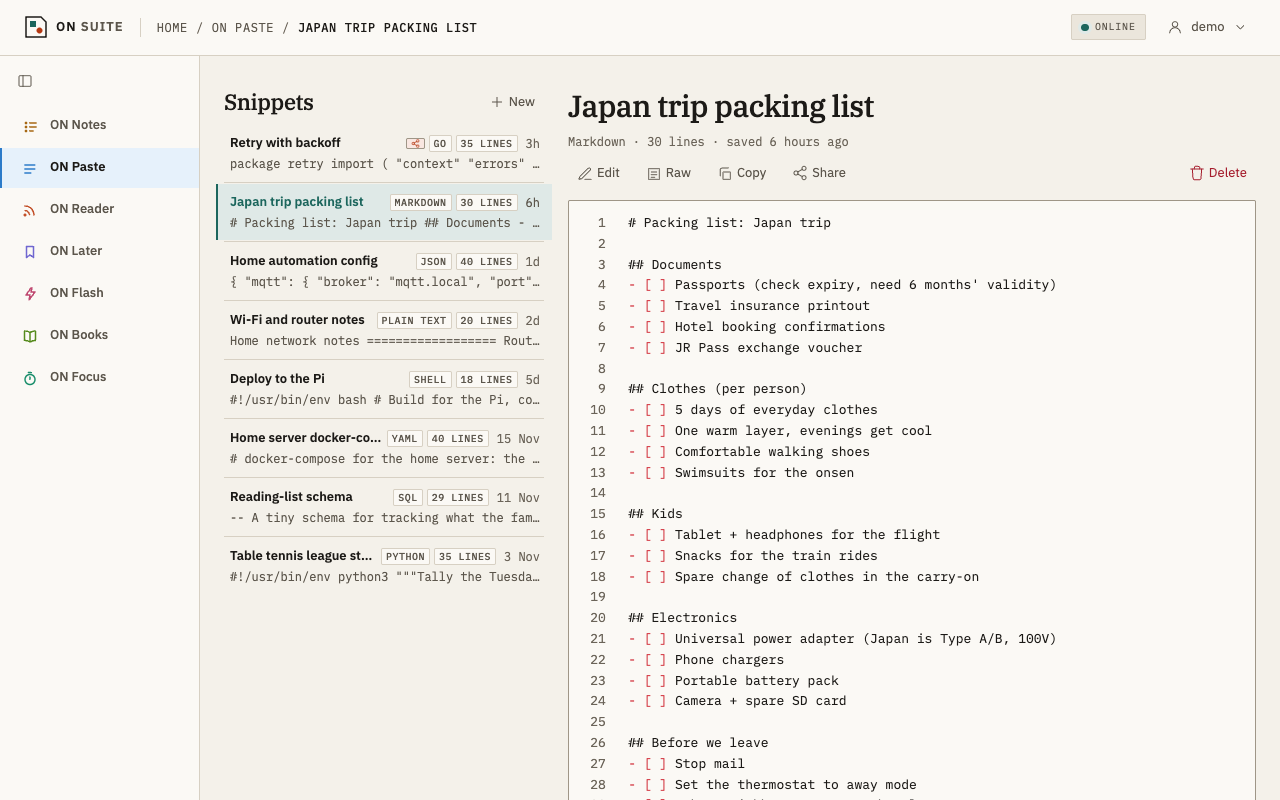 ON SUITE HOME / ON PASTE / JAPAN TRIP PACKING LIST ONLINE demo
ON Notes
ON Paste
ON Reader
ON Later
ON Flash
ON Books
ON Focus
Snippets New
Retry with backoff GO 35 LINES 3h
package retry import ( "context" "errors" …
Japan trip packing list MARKDOWN 30 LINES 6h
# Packing list: Japan trip ## Documents - …
Home automation config JSON 40 LINES 1d
{ "mqtt": { "broker": "mqtt.local", "port"…
Wi-Fi and router notes PLAIN TEXT 20 LINES 2d
Home network notes ================== Rout…
Deploy to the Pi SHELL 18 LINES 5d
#!/usr/bin/env bash # Build for the Pi, co…
Home server docker-co… YAML 40 LINES 15 Nov
# docker-compose for the home server: the …
Reading-list schema SQL 29 LINES 11 Nov
-- A tiny schema for tracking what the fam…
Table tennis league st… PYTHON 35 LINES 3 Nov
#!/usr/bin/env python3 """Tally the Tuesda…
Japan trip packing list
Markdown · 30 lines · saved 6 hours ago
Edit Raw Copy Share Delete
1 # Packing list: Japan trip
2
3 ## Documents
4 - [ ] Passports (check expiry, need 6 months' validity)
5 - [ ] Travel insurance printout
6 - [ ] Hotel booking confirmations
7 - [ ] JR Pass exchange voucher
8
9 ## Clothes (per person)
10 - [ ] 5 days of everyday clothes
11 - [ ] One warm layer, evenings get cool
12 - [ ] Comfortable walking shoes
13 - [ ] Swimsuits for the onsen
14
15 ## Kids
16 - [ ] Tablet + headphones for the flight
17 - [ ] Snacks for the train rides
18 - [ ] Spare change of clothes in the carry-on
19
20 ## Electronics
21 - [ ] Universal power adapter (Japan is Type A/B, 100V)
22 - [ ] Phone chargers
23 - [ ] Portable battery pack
24 - [ ] Camera + spare SD card
25
26 ## Before we leave
27 - [ ] Stop mail
28 - [ ] Set the thermostat to away mode